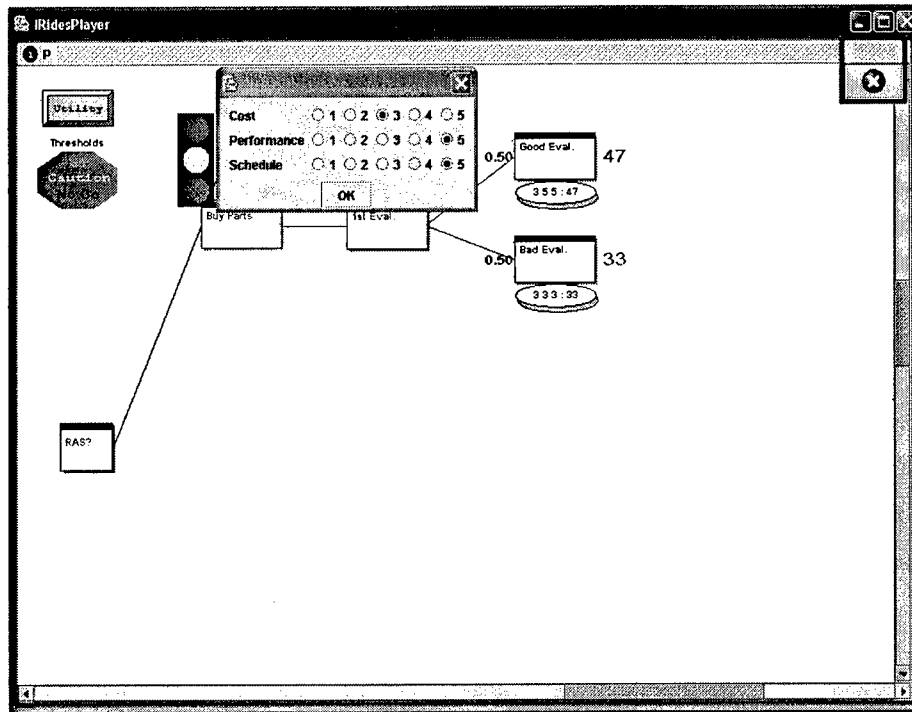 iRidesPlayer
P
Utility
Thresholds
Caution
Cost 1 2 3 4 5
Performance 1 2 3 4 5
Schedule 1 2 3 4 5
OK
Buy Parts
1st Eval.
0.50
Good Eval.
47
3 5 5 : 47
0.50
Bad Eval.
33
3 3 3 : 33
RAS?